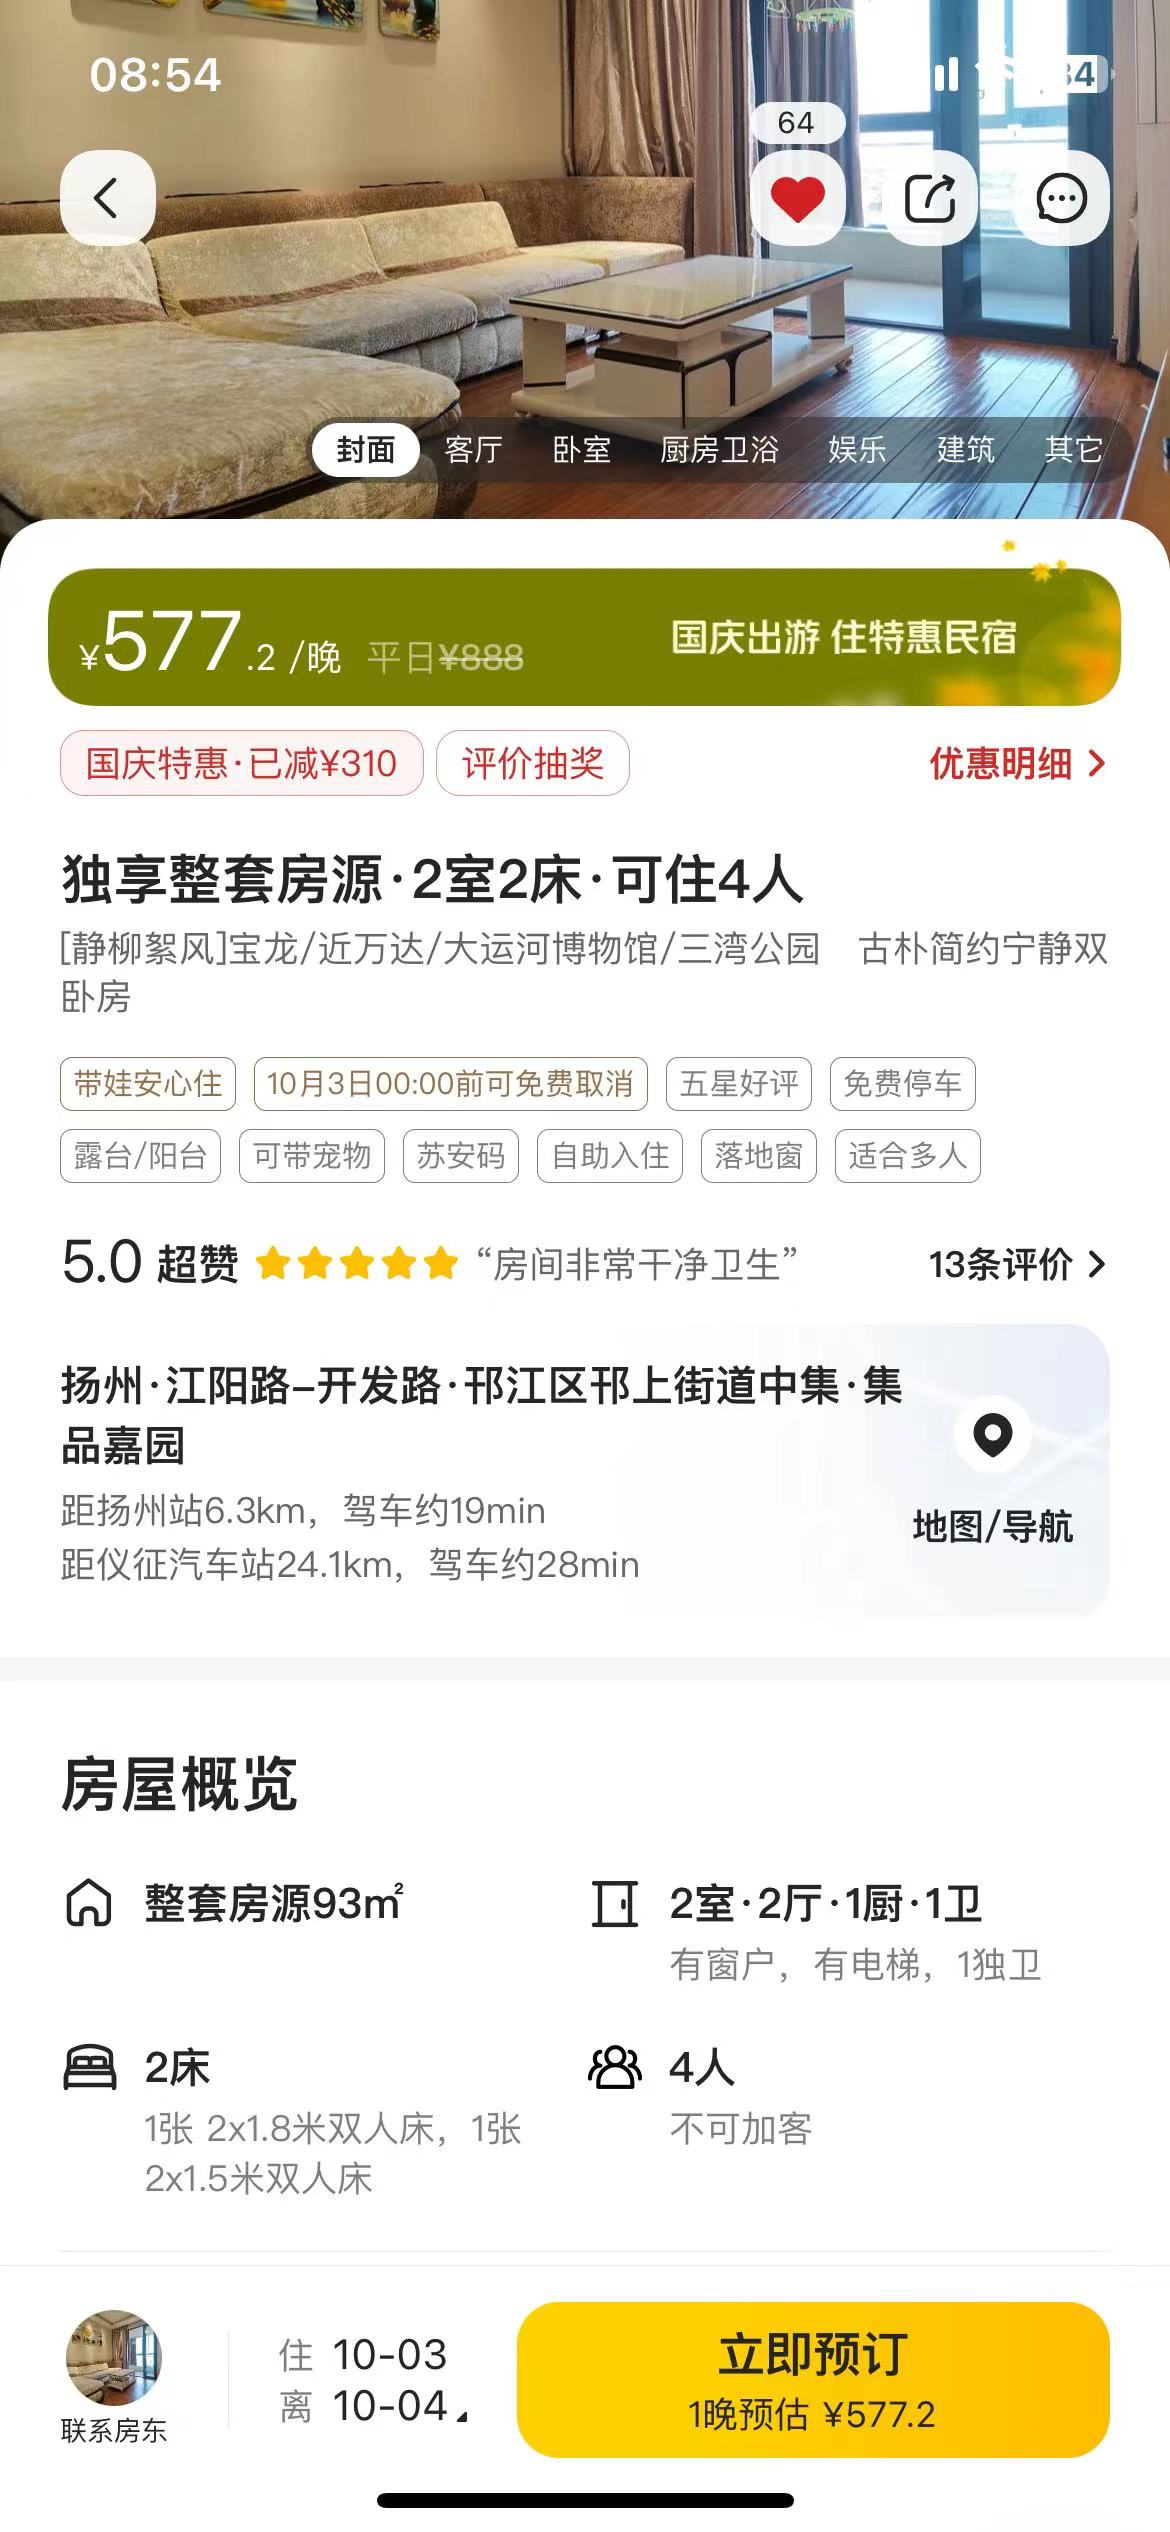 08:54
64
封面 客厅 卧室 厨房卫浴 娱乐 建筑 其它
¥577.2 /晚 平日¥888 国庆出游 住特惠民宿
国庆特惠·已减¥310 评价抽奖 优惠明细
独享整套房源·2室2床·可住4人
[静柳絮风]宝龙/近万达/大运河博物馆/三湾公园 古朴简约宁静双
卧房
带娃安心住 10月3日00:00前可免费取消 五星好评 免费停车
露台/阳台 可带宠物 苏安码 自助入住 落地窗 适合多人
5.0 超赞 “房间非常干净卫生” 13条评价
扬州·江阳路-开发路·邗江区邗上街道中集·集
品嘉园
距扬州站6.3km，驾车约19min
距仪征汽车站24.1km，驾车约28min
地图/导航
房屋概览
整套房源93㎡
2室·2厅·1厨·1卫
有窗户，有电梯，1独卫
2床
1张 2x1.8米双人床，1张
2x1.5米双人床
4人
不可加客
联系房东
住 10-03
离 10-04
立即预订
1晚预估 ¥577.2